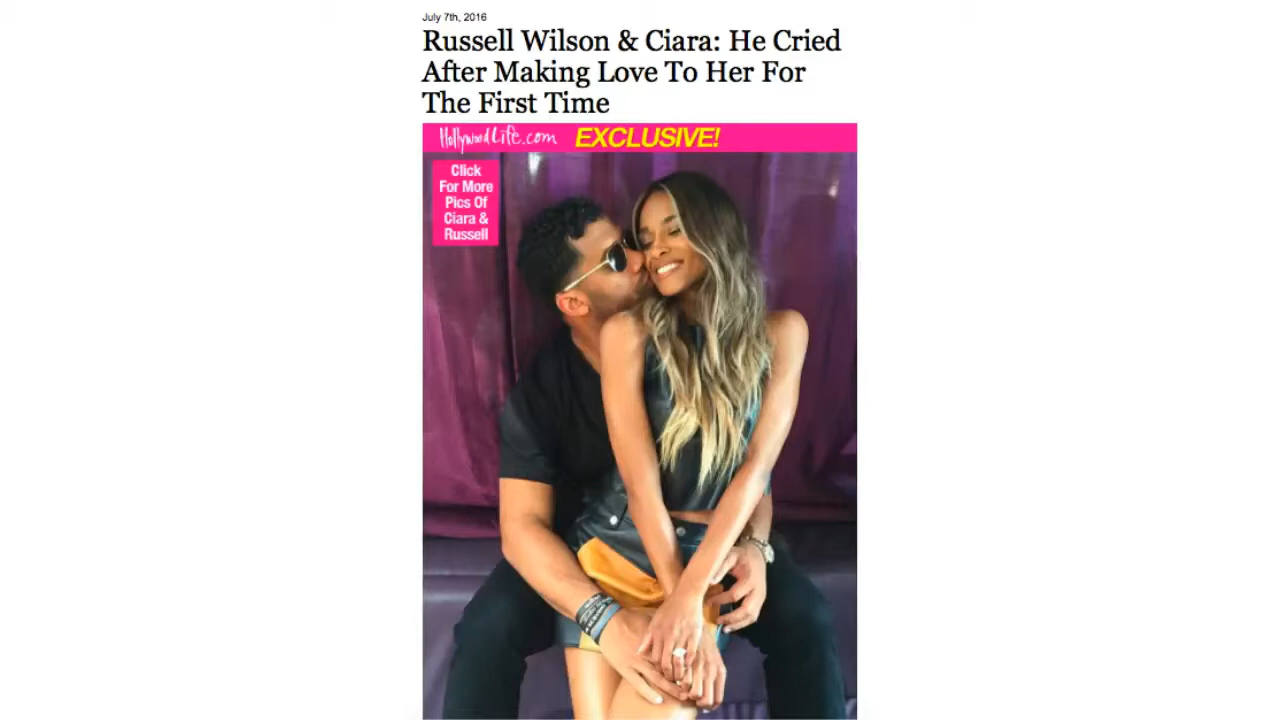 July 7th, 2016
Russell Wilson & Ciara: He Cried
After Making Love To Her For
The First Time
HollywoodLife.com EXCLUSIVE!
Click
For More
Pics Of
Ciara &
Russell